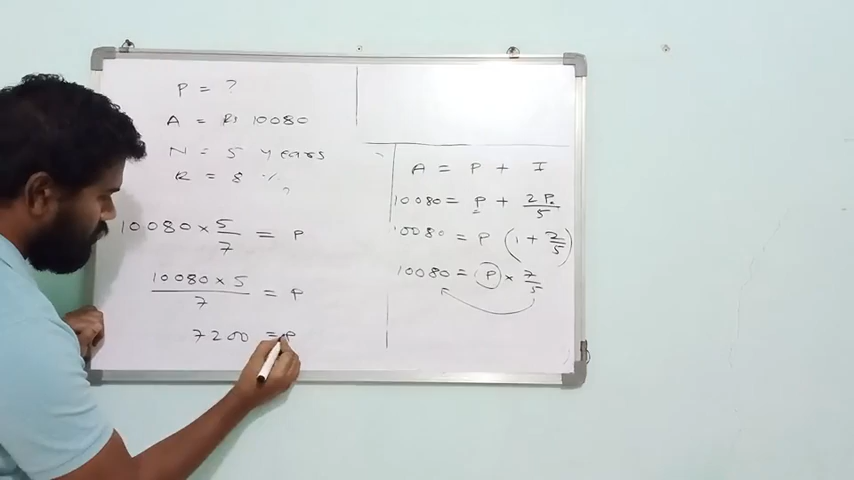 P = ?
A = Rs 10080
N = 5 years
R = 8 %
10080 × 5/7 = P
10080 × 5 / 7 = P
7200 = P
A = P + I
10080 = P + 2P/5
10080 = P (1 + 2/5)
10080 = P × 7/5